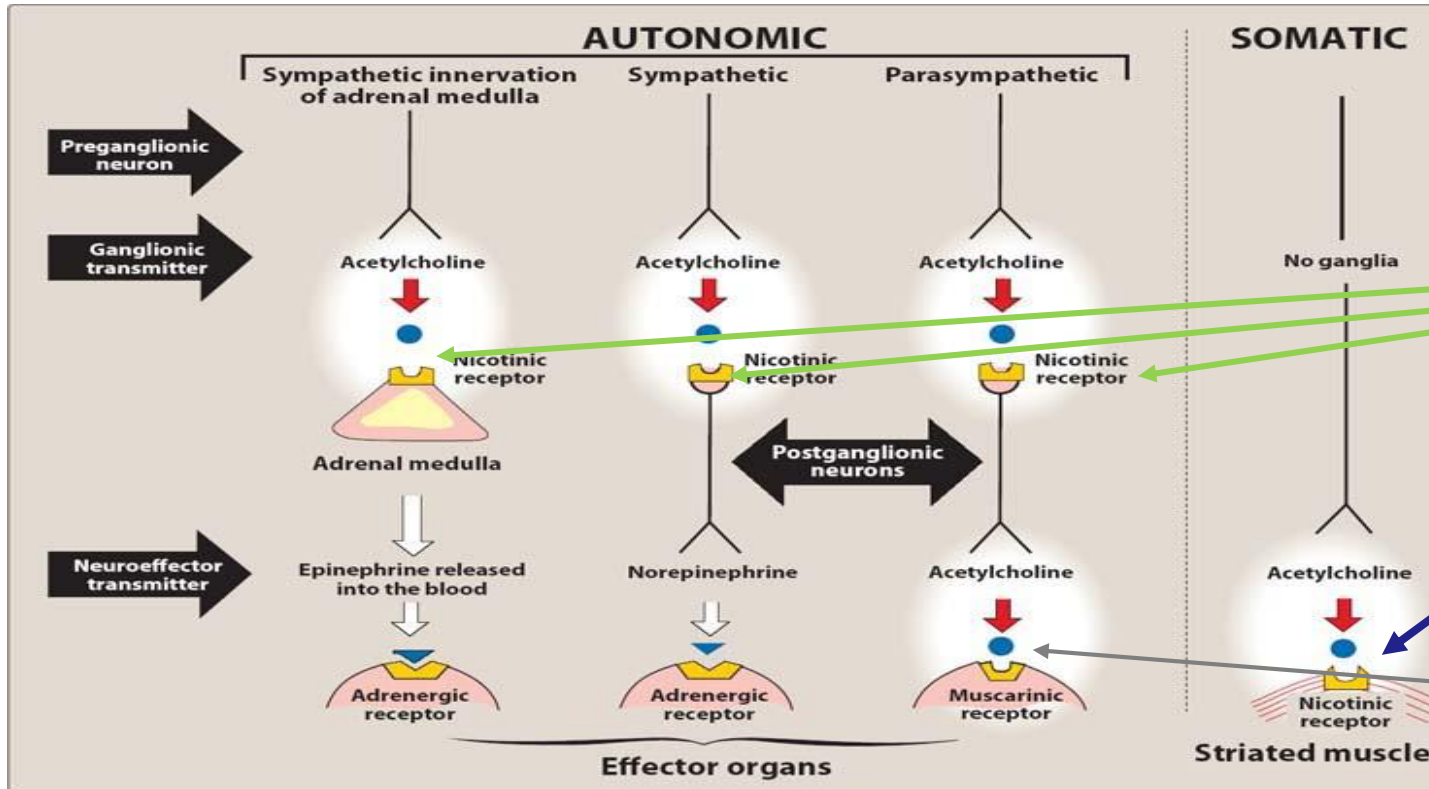 AUTONOMIC
SOMATIC
Sympathetic innervation
of adrenal medulla
Sympathetic
Parasympathetic
Preganglionic
neuron
Ganglionic
transmitter
Acetylcholine
Acetylcholine
Acetylcholine
No ganglia
Nicotinic
receptor
Nicotinic
receptor
Nicotinic
receptor
Adrenal medulla
Postganglionic
neurons
Neuroeffector
transmitter
Epinephrine released
into the blood
Norepinephrine
Acetylcholine
Acetylcholine
Adrenergic
receptor
Adrenergic
receptor
Muscarinic
receptor
Nicotinic
receptor
Striated muscle
Effector organs